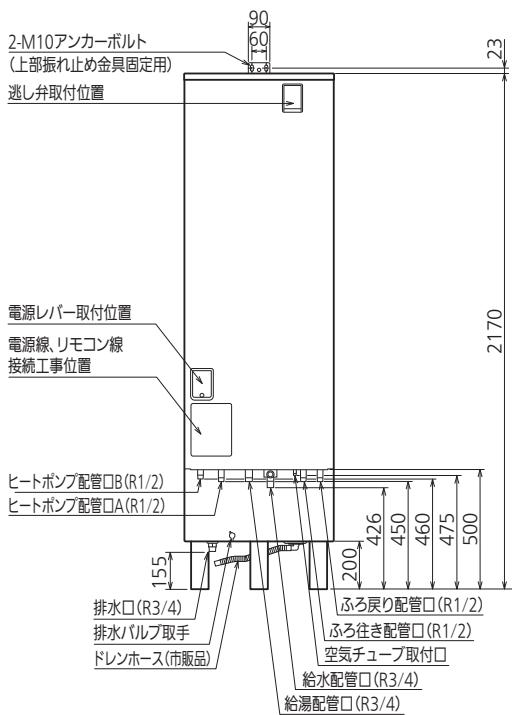 90
60
23
2-M10アンカーボルト
(上部振れ止め金具固定用)
逃し弁取付位置
2170
電源レバー取付位置
電源線、リモコン線
接続工事位置
ヒートポンプ配管口B(R1/2)
ヒートポンプ配管口A(R1/2)
155
200
426
450
460
475
500
排水口(R3/4)
排水バルブ取手
ドレンホース(市販品)
ふろ戻り配管口(R1/2)
ふろ往き配管口(R1/2)
空気チューブ取付口
給水配管口(R3/4)
給湯配管口(R3/4)